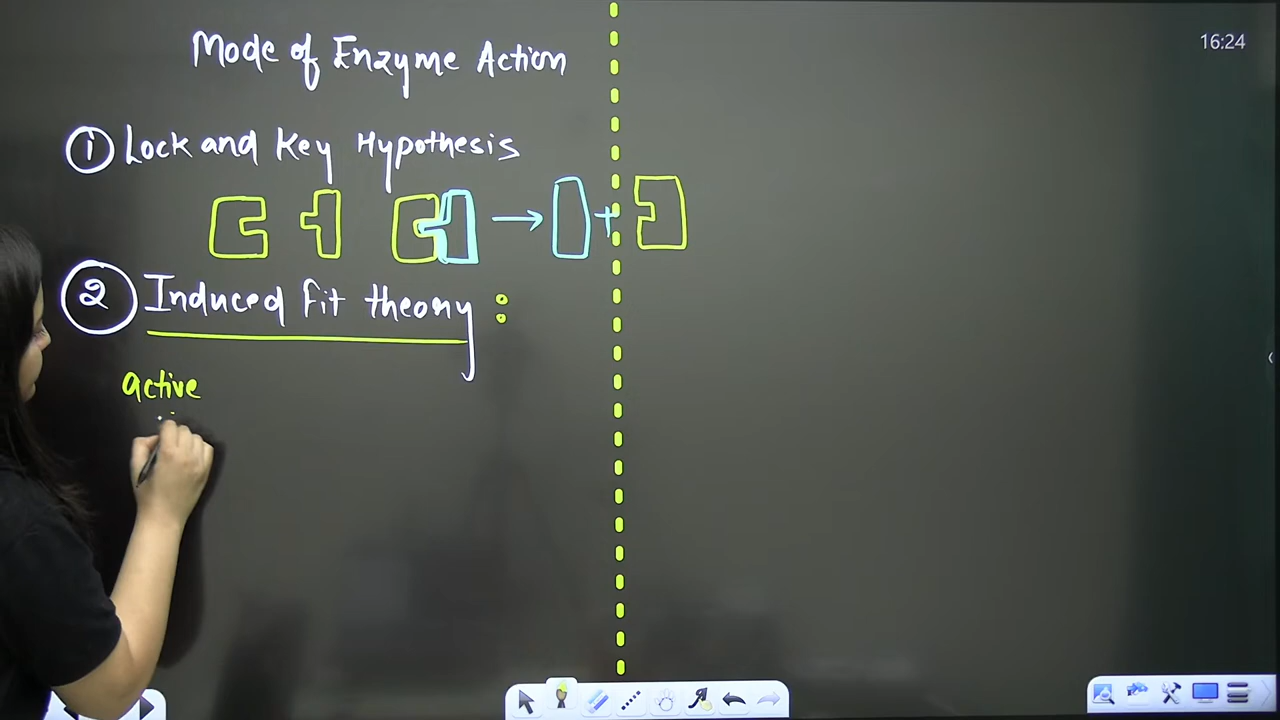 Mode of Enzyme Action
16:24
① Lock and Key Hypothesis
+
② Induced fit theory :
active